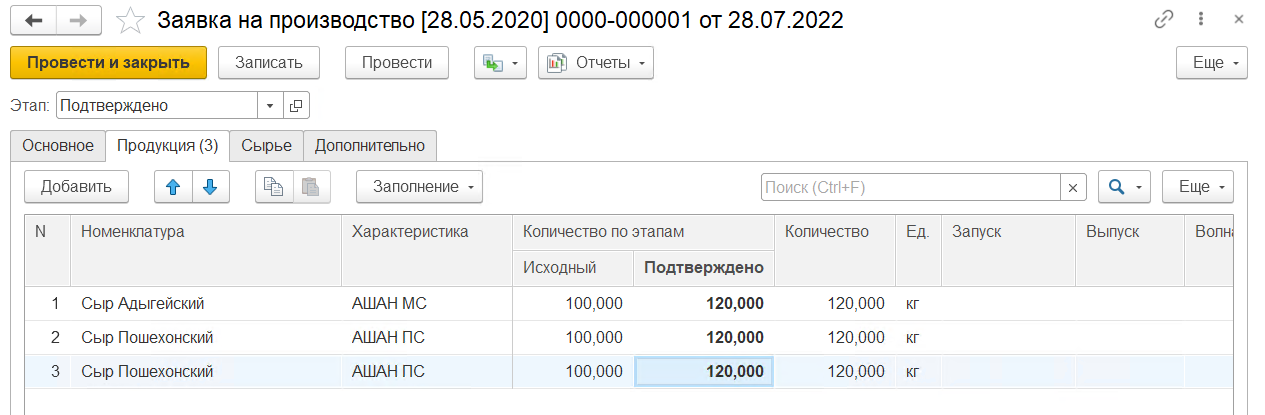 Заявка на производство [28.05.2020] 0000-000001 от 28.07.2022
Провести и закрыть Записать Провести Отчеты Еще
Этап: Подтверждено
Основное Продукция (3) Сырье Дополнительно
Добавить Заполнение Поиск (Ctrl+F) Еще
N Номенклатура Характеристика Количество по этапам Количество Ед. Запуск Выпуск Волна
Исходный Подтверждено
1 Сыр Адыгейский АШАН МС 100,000 120,000 120,000 кг
2 Сыр Пошехонский АШАН ПС 100,000 120,000 120,000 кг
3 Сыр Пошехонский АШАН ПС 100,000 120,000 120,000 кг